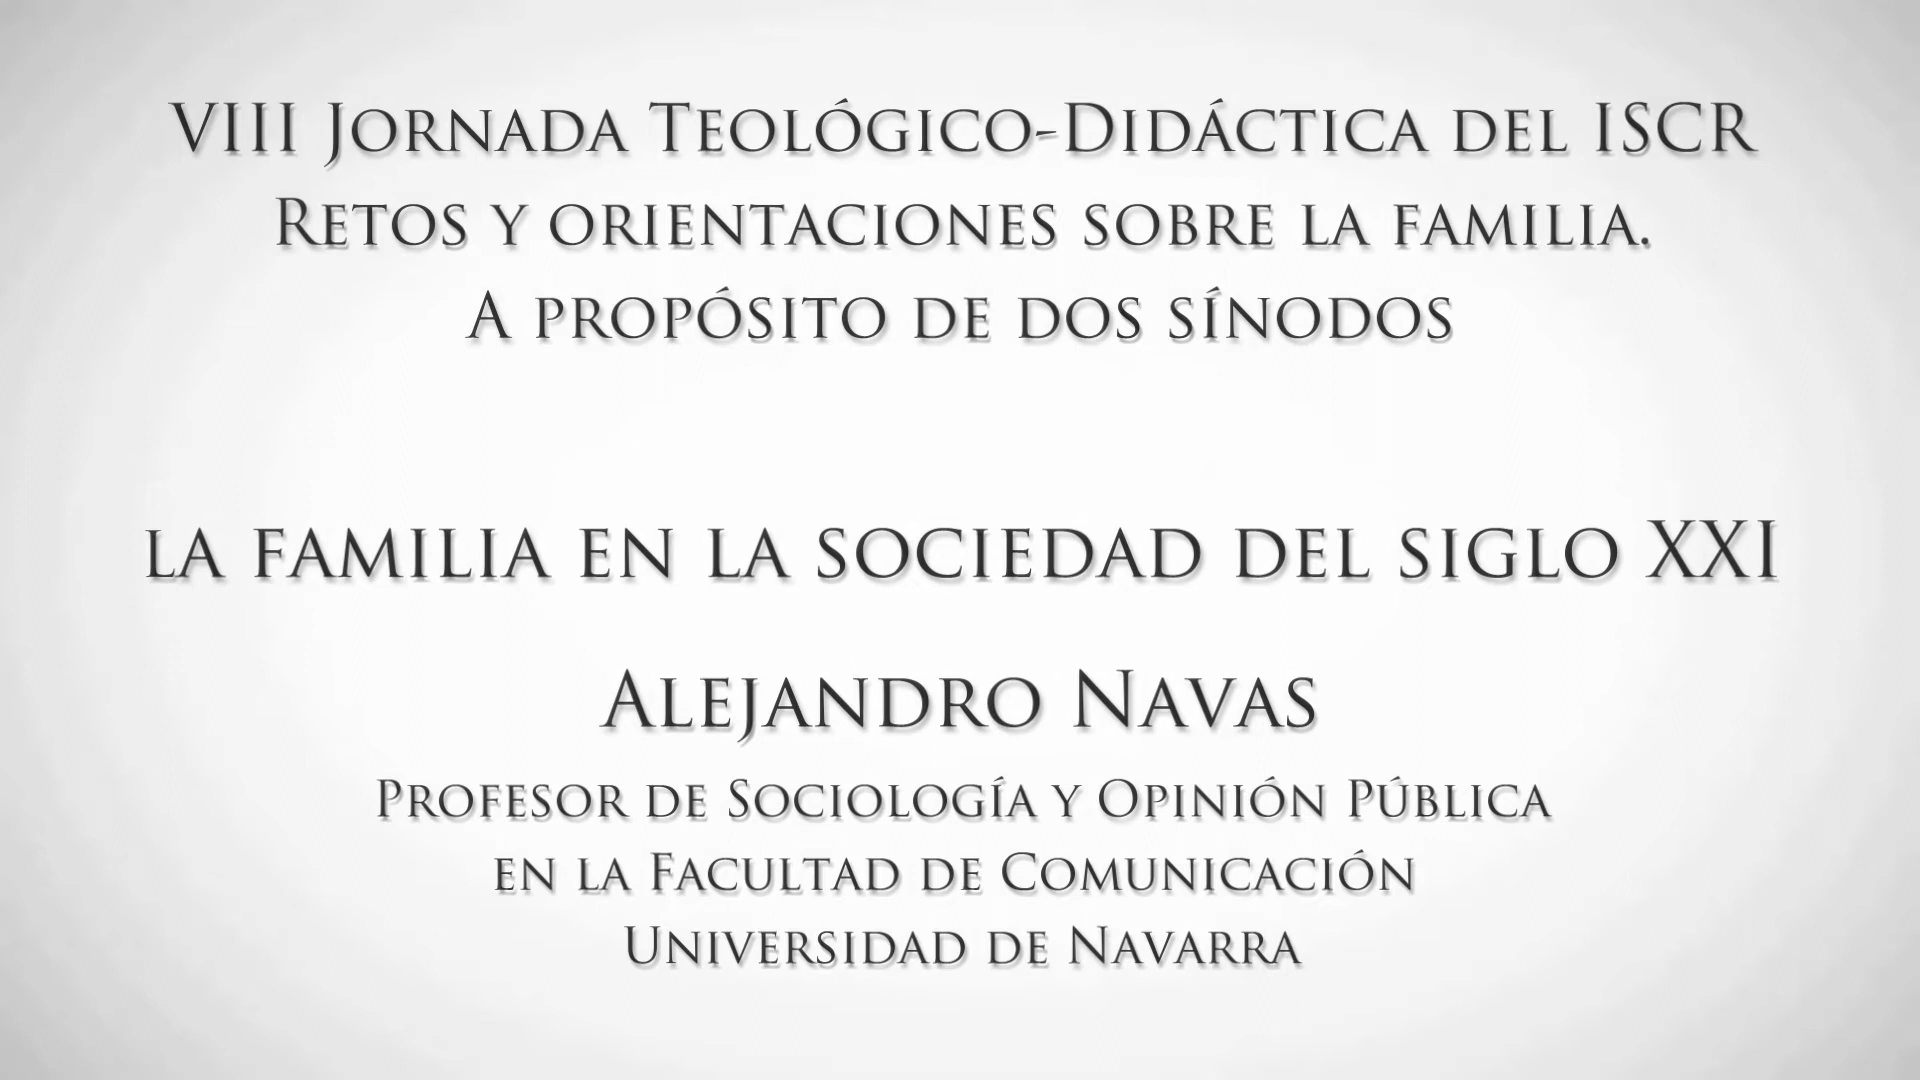 VIII Jornada Teológico-Didáctica del ISCR
Retos y orientaciones sobre la familia.
A propósito de dos sínodos
la familia en la sociedad del siglo XXI
Alejandro Navas
Profesor de Sociología y Opinión Pública
en la Facultad de Comunicación
Universidad de Navarra